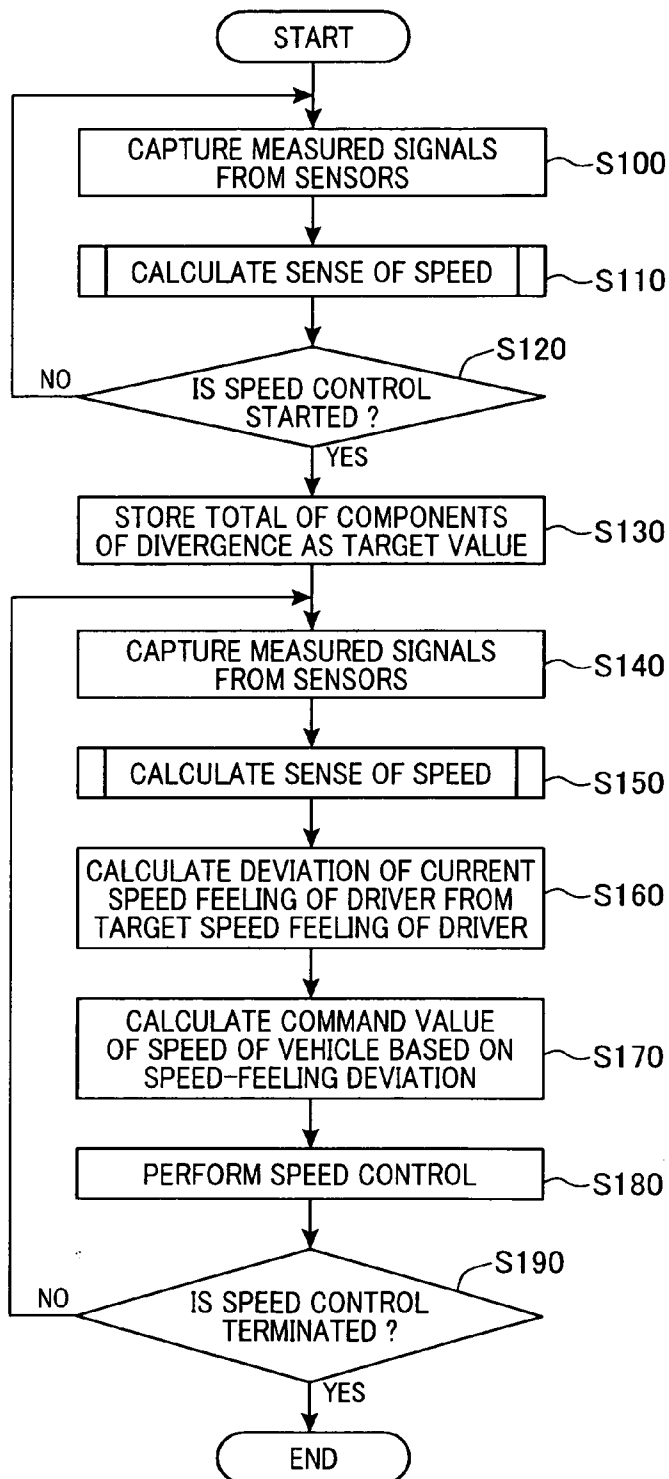 START
CAPTURE MEASURED SIGNALS
FROM SENSORS
S100
CALCULATE SENSE OF SPEED
S110
S120
NO
IS SPEED CONTROL
STARTED ?
YES
STORE TOTAL OF COMPONENTS
OF DIVERGENCE AS TARGET VALUE
S130
CAPTURE MEASURED SIGNALS
FROM SENSORS
S140
CALCULATE SENSE OF SPEED
S150
CALCULATE DEVIATION OF CURRENT
SPEED FEELING OF DRIVER FROM
TARGET SPEED FEELING OF DRIVER
S160
CALCULATE COMMAND VALUE
OF SPEED OF VEHICLE BASED ON
SPEED-FEELING DEVIATION
S170
PERFORM SPEED CONTROL
S180
S190
NO
IS SPEED CONTROL
TERMINATED ?
YES
END